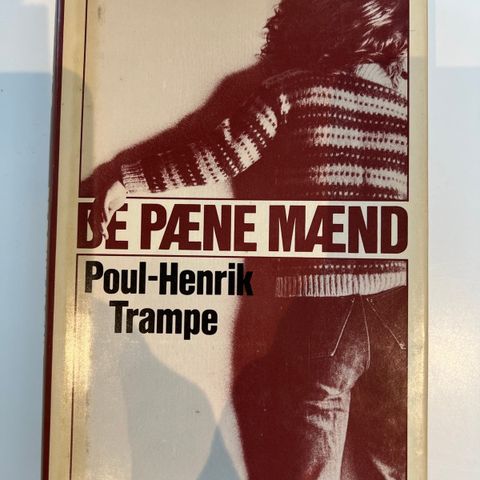 DE PÆNE MÆND
Poul-Henrik
Trampe